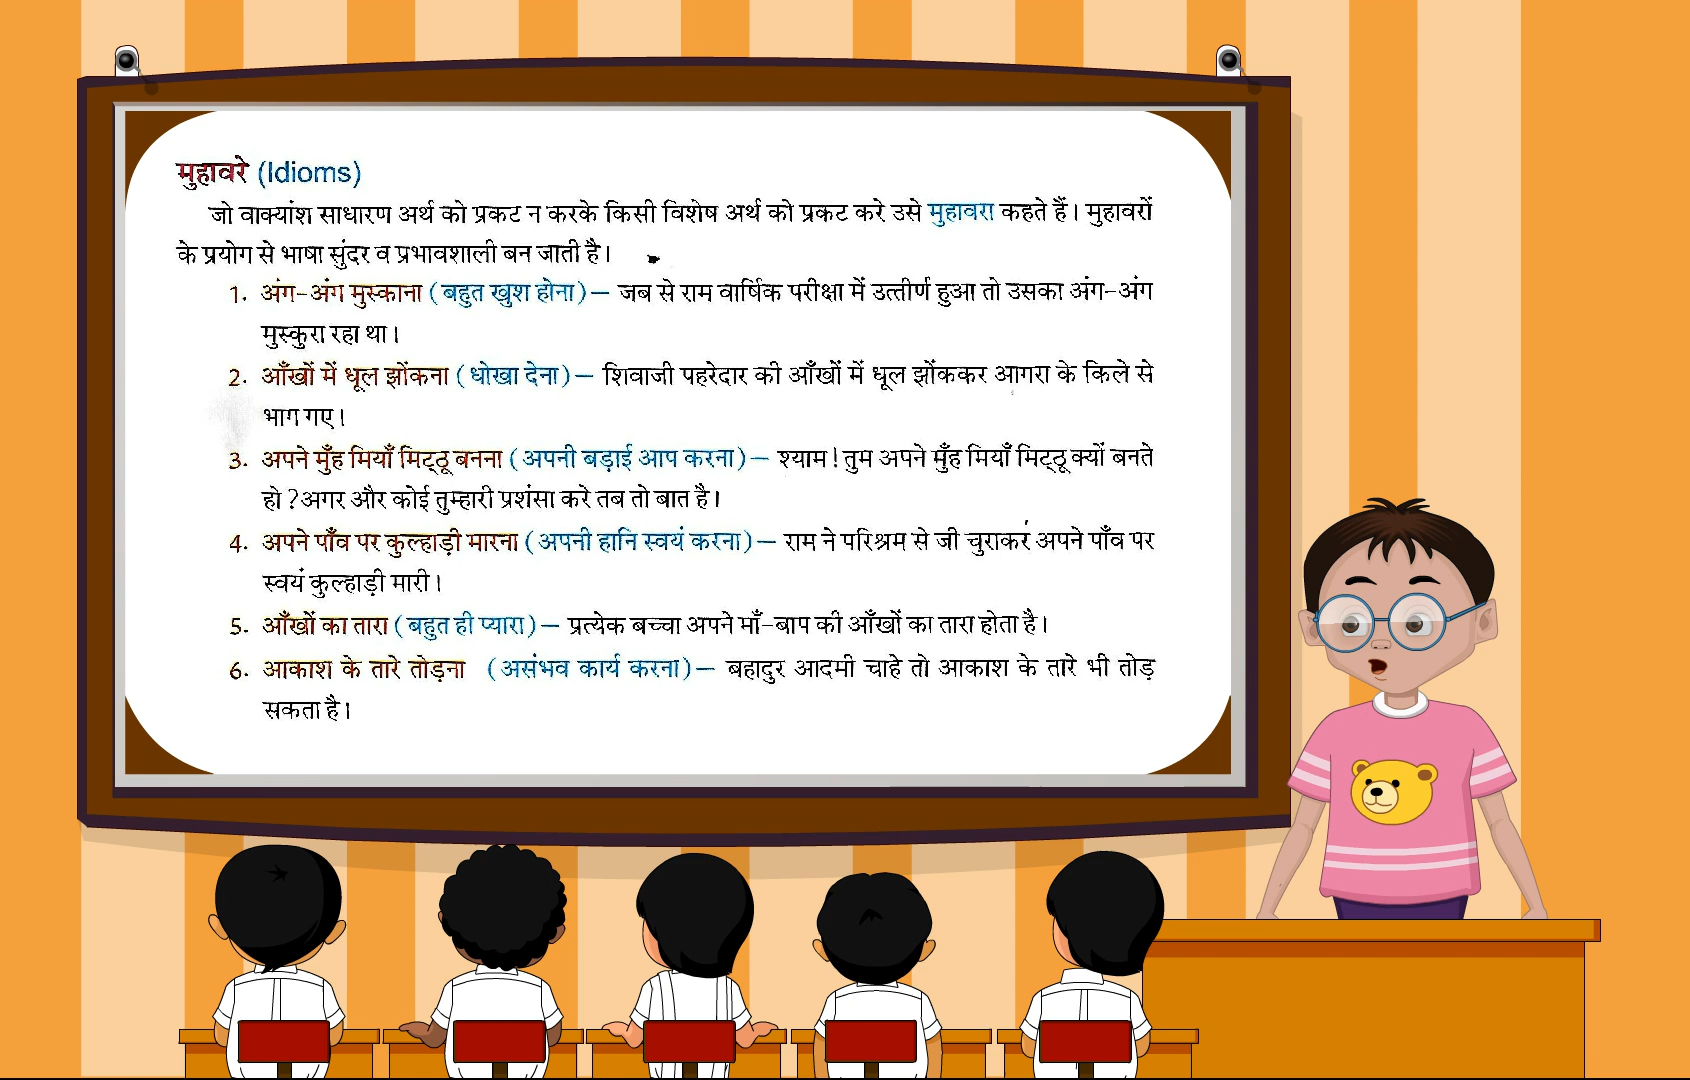 मुहावरे (Idioms)
जो वाक्यांश साधारण अर्थ को प्रकट न करके किसी विशेष अर्थ को प्रकट करे उसे मुहावरा कहते हैं। मुहावरों
के प्रयोग से भाषा सुंदर व प्रभावशाली बन जाती है।
1. अंग-अंग मुस्काना (बहुत खुश होना)— जब से राम वार्षिक परीक्षा में उत्तीर्ण हुआ तो उसका अंग-अंग
मुस्कुरा रहा था।
2. आँखों में धूल झोंकना (धोखा देना)— शिवाजी पहरेदार की आँखों में धूल झोंककर आगरा के किले से
भाग गए।
3. अपने मुँह मियाँ मिट्ठू बनना (अपनी बड़ाई आप करना)— श्याम! तुम अपने मुँह मियाँ मिट्ठू क्यों बनते
हो? अगर और कोई तुम्हारी प्रशंसा करे तब तो बात है।
4. अपने पाँव पर कुल्हाड़ी मारना (अपनी हानि स्वयं करना)— राम ने परिश्रम से जी चुराकर अपने पाँव पर
स्वयं कुल्हाड़ी मारी।
5. आँखों का तारा (बहुत ही प्यारा)— प्रत्येक बच्चा अपने माँ-बाप की आँखों का तारा होता है।
6. आकाश के तारे तोड़ना (असंभव कार्य करना)— बहादुर आदमी चाहे तो आकाश के तारे भी तोड़
सकता है।